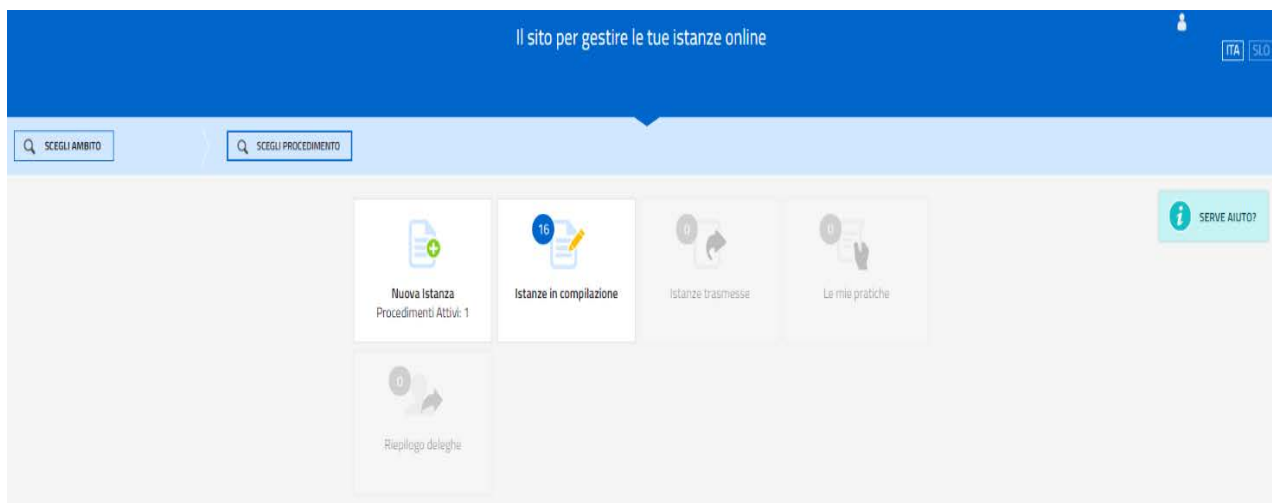 Il sito per gestire le tue istanze online
ITA SLO
SCEGLI AMBITO
SCEGLI PROCEDIMENTO
SERVE AIUTO?
Nuova Istanza
Procedimenti Attivi: 1
16
Istanze in compilazione
0
Istanze trasmesse
0
Le mie pratiche
0
Riepilogo deleghe